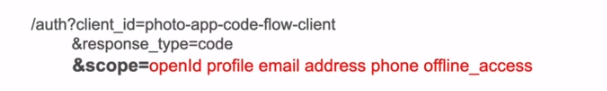 /auth?client_id=photo-app-code-flow-client
&response_type=code
&scope=openId profile email address phone offline_access